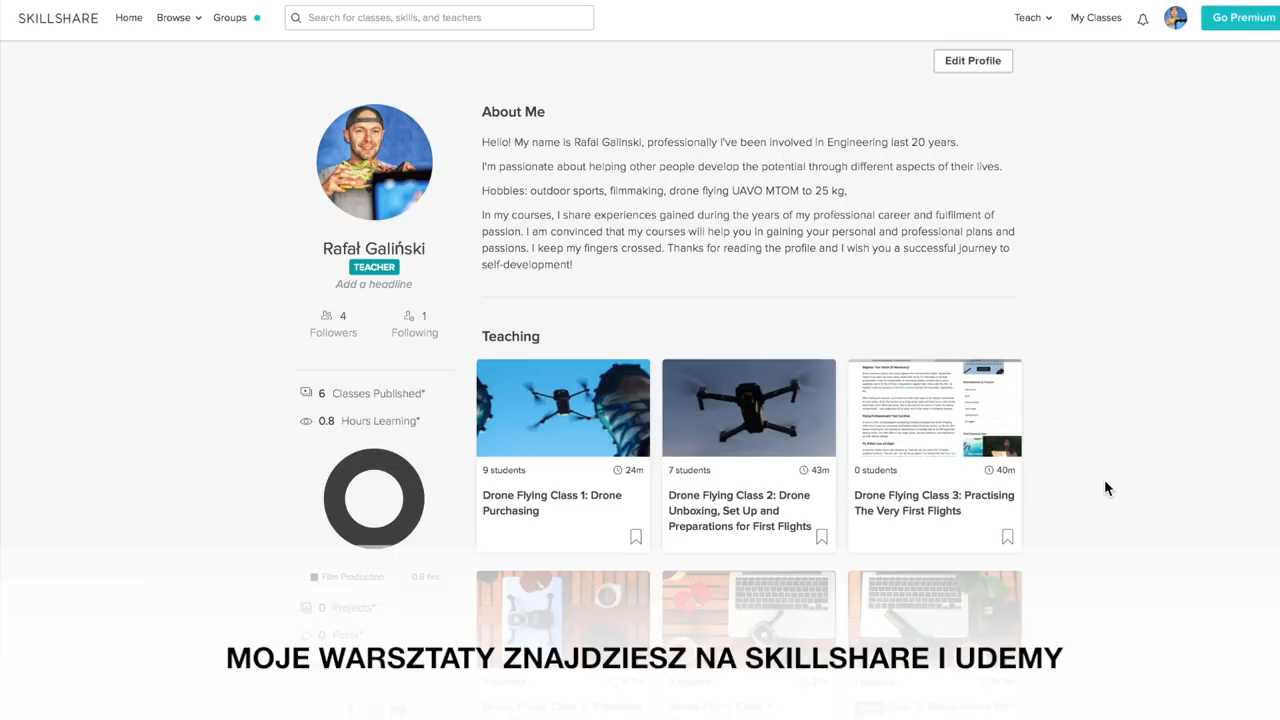 SKILLSHARE Home Browse Groups Search for classes, skills, and teachers Teach My Classes Go Premium
Edit Profile
Rafał Galiński
TEACHER
Add a headline
4 1
Followers Following
6 Classes Published*
0.8 Hours Learning*
Film Production 0.8 hrs
0 Projects*
0 Posts*
About Me
Hello! My name is Rafal Galinski, professionally I've been involved in Engineering last 20 years.
I'm passionate about helping other people develop the potential through different aspects of their lives.
Hobbies: outdoor sports, filmmaking, drone flying UAVO MTOM to 25 kg,
In my courses, I share experiences gained during the years of my professional career and fulfilment of
passion. I am convinced that my courses will help you in gaining your personal and professional plans and
passions. I keep my fingers crossed. Thanks for reading the profile and I wish you a successful journey to
self-development!
Teaching
9 students 24m
Drone Flying Class 1: Drone
Purchasing
7 students 43m
Drone Flying Class 2: Drone
Unboxing, Set Up and
Preparations for First Flights
0 students 40m
Drone Flying Class 3: Practising
The Very First Flights
MOJE WARSZTATY ZNAJDZIESZ NA SKILLSHARE I UDEMY